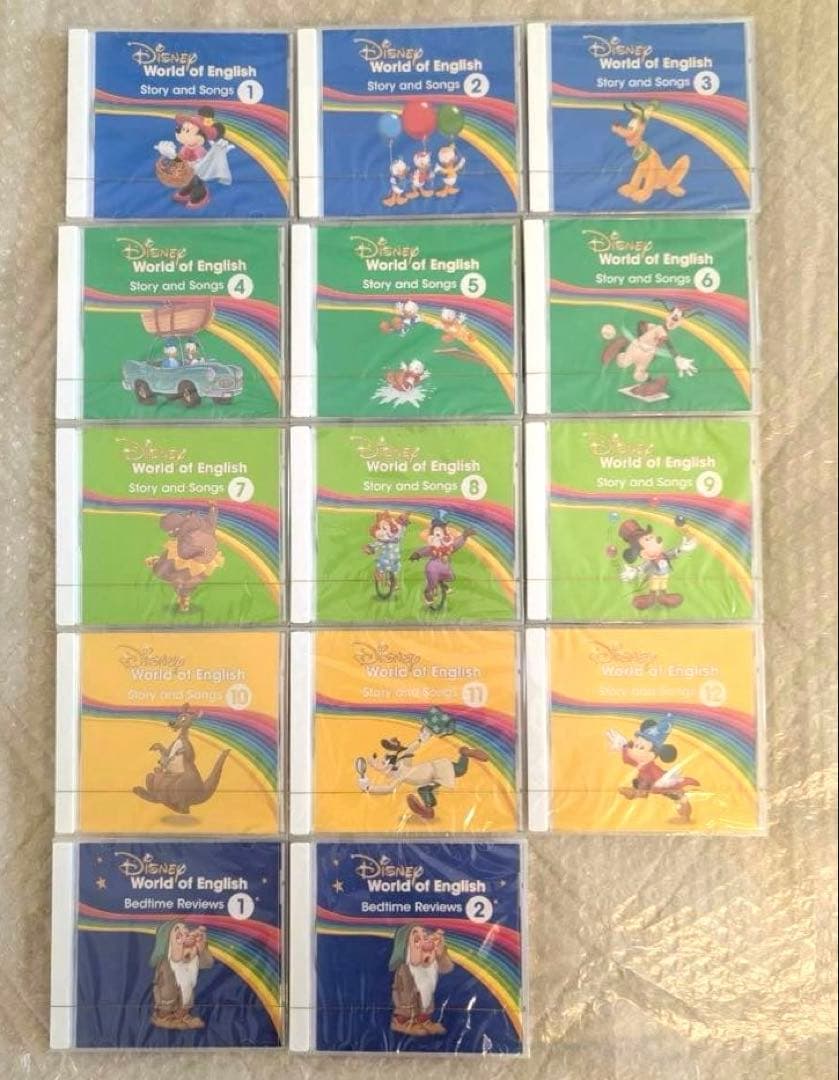 Disney
World of English
Story and Songs 1
Disney
World of English
Story and Songs 2
Disney
World of English
Story and Songs 3
Disney
World of English
Story and Songs 4
Disney
World of English
Story and Songs 5
Disney
World of English
Story and Songs 6
Disney
World of English
Story and Songs 7
Disney
World of English
Story and Songs 8
Disney
World of English
Story and Songs 9
Disney
World of English
Story and Songs 10
Disney
World of English
Story and Songs 11
Disney
World of English
Story and Songs 12
Disney
World of English
Bedtime Reviews 1
Disney
World of English
Bedtime Reviews 2